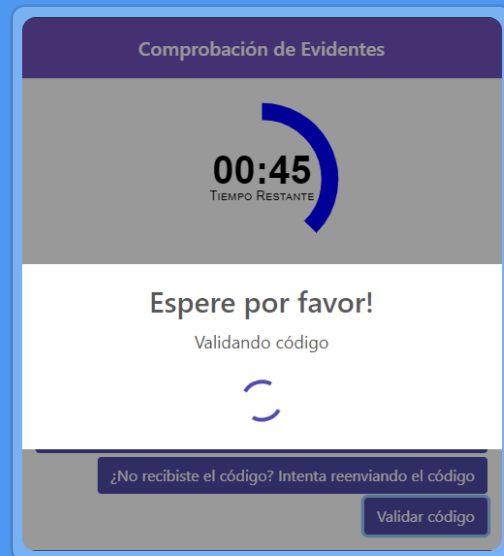 Comprobación de Evidentes
00:45
Tiempo Restante
Espere por favor!
Validando código
¿No recibiste el código? Intenta reenviando el código
Validar código